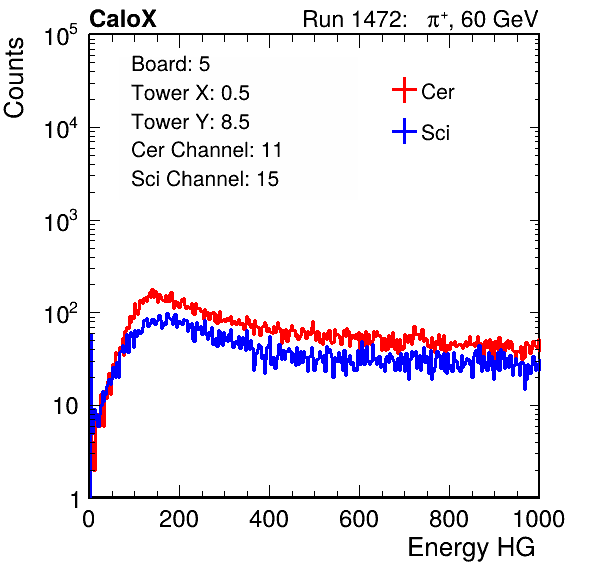 CaloX Run 1472: π⁺, 60 GeV
Counts
10⁵
10⁴
10³
10²
10
1
Board: 5
Tower X: 0.5
Tower Y: 8.5
Cer Channel: 11
Sci Channel: 15
Cer
Sci
0 200 400 600 800 1000
Energy HG